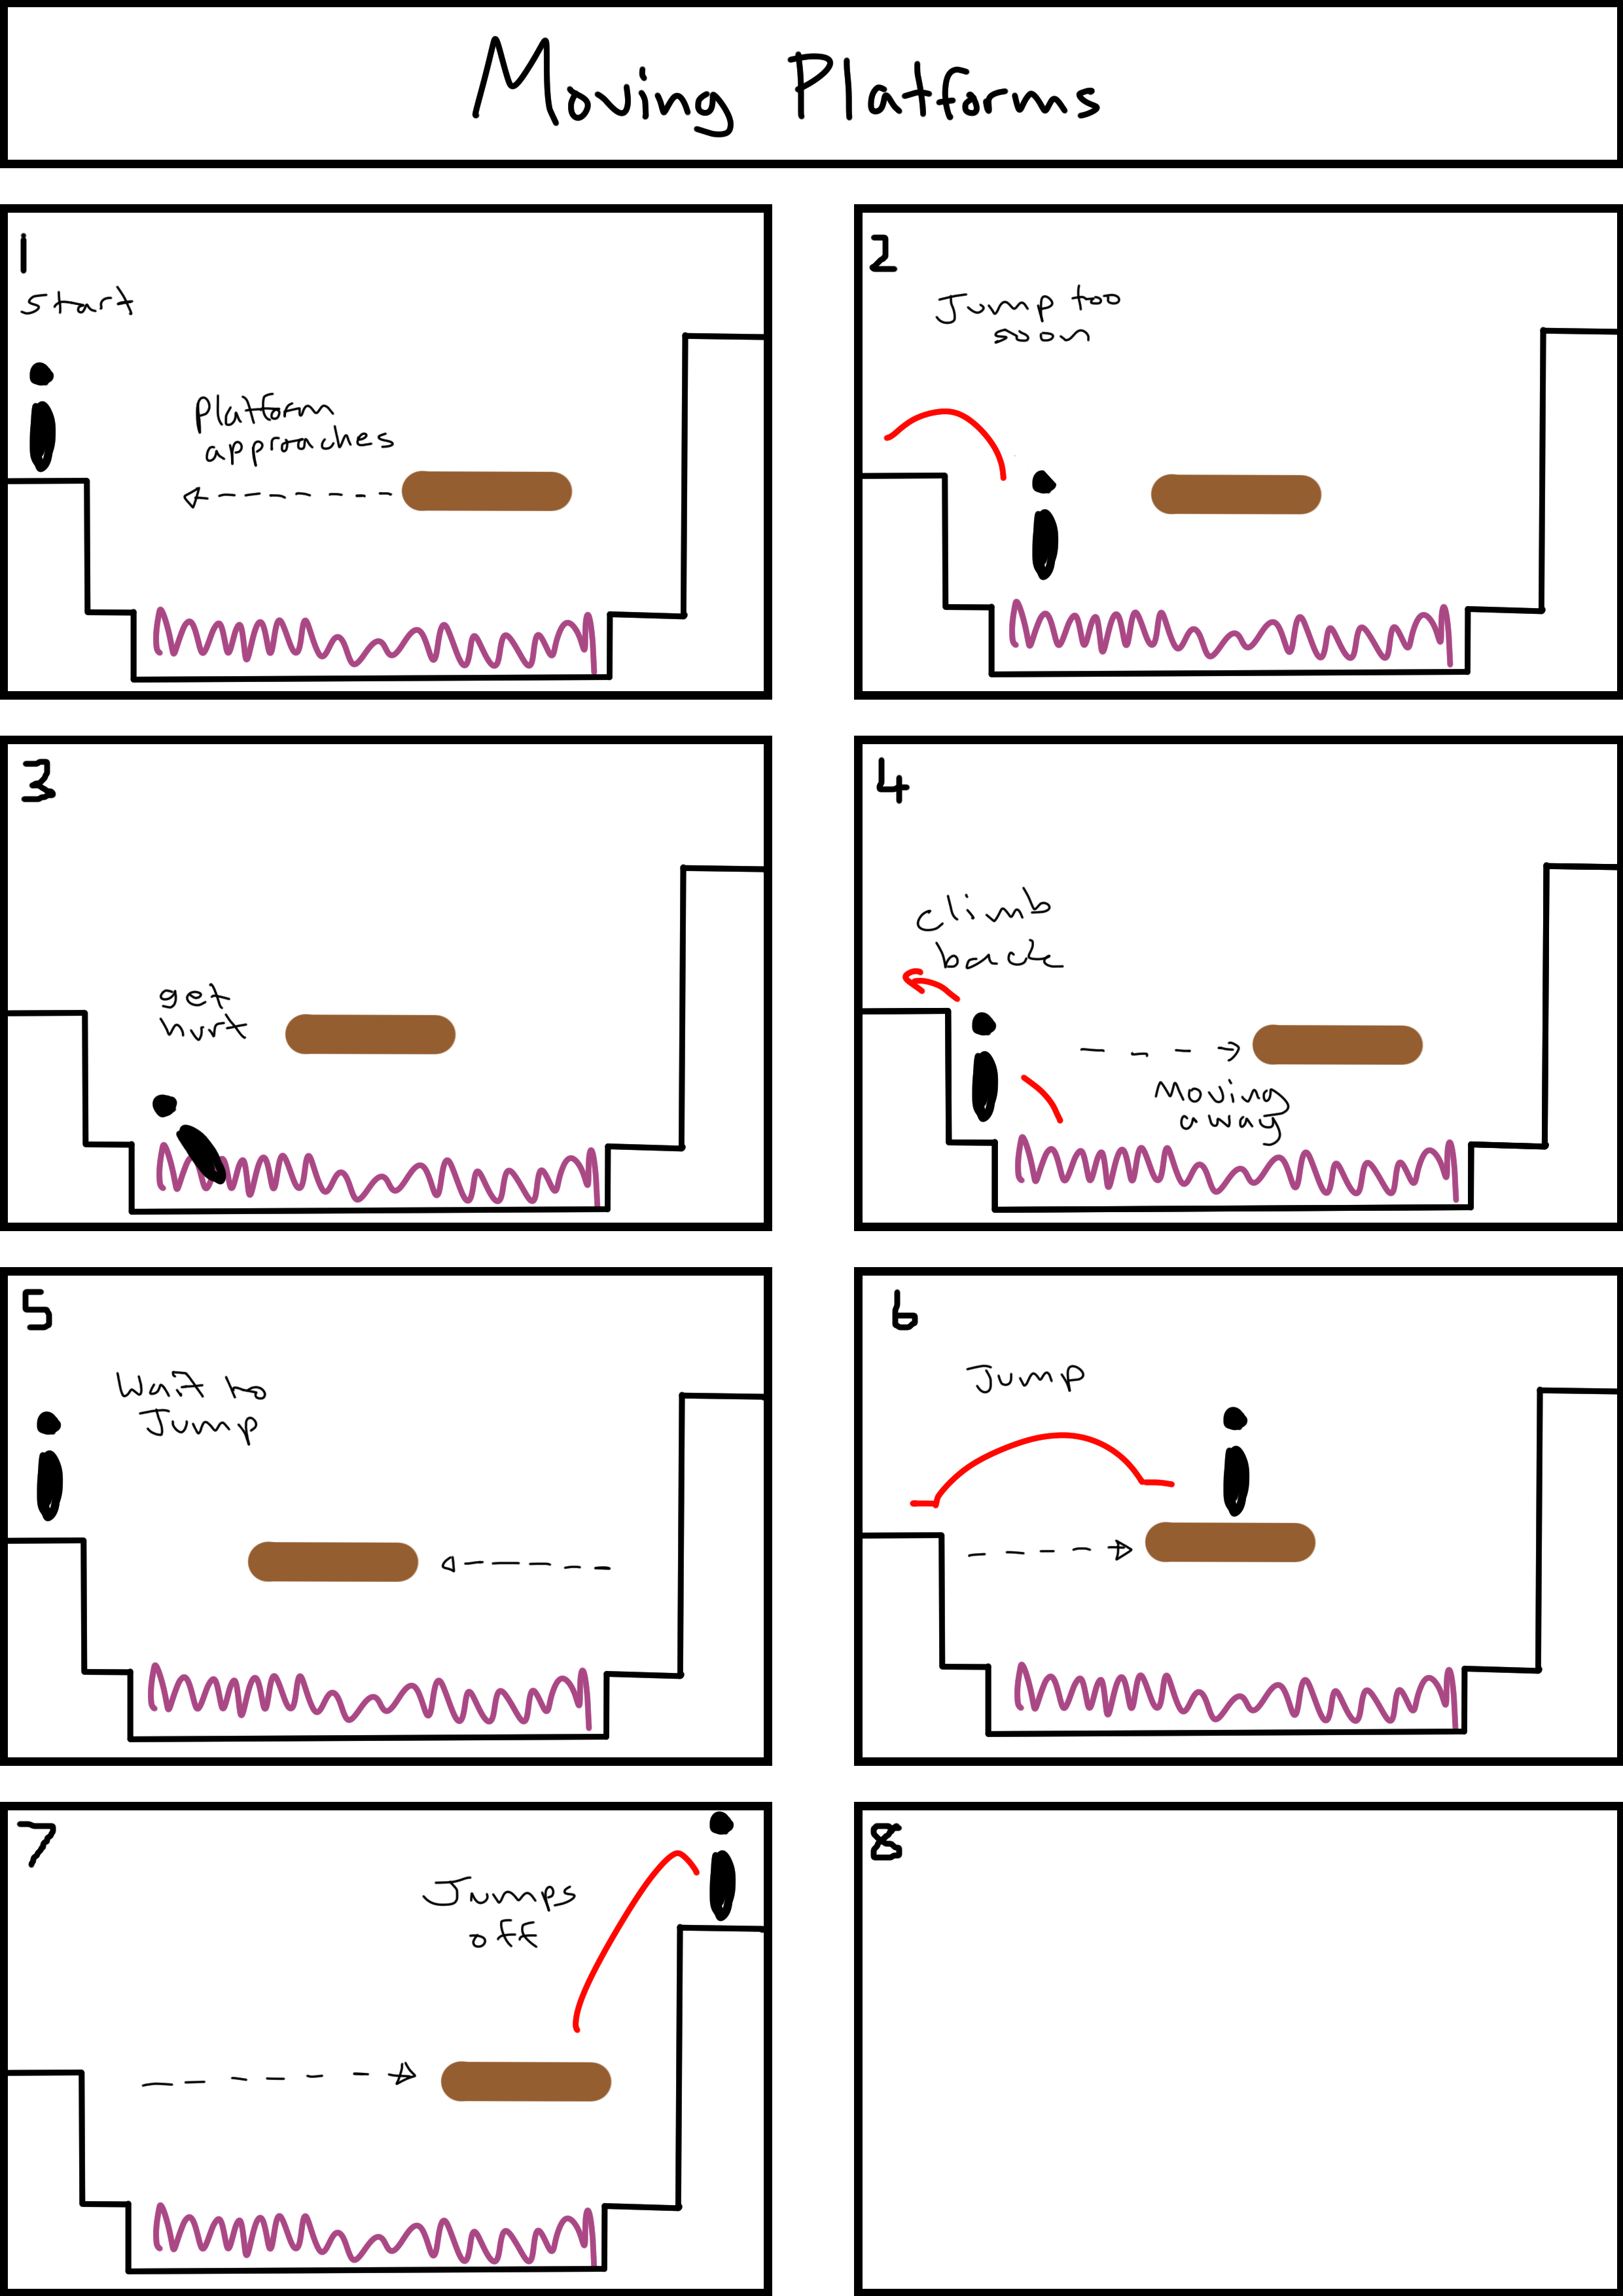 Moving Platforms
1
start
Platform
approaches
2
Jump too
soon
3
get
hurt
4
climb
back
Moving
away
5
Wait to
Jump
6
Jump
7
Jumps
off
8